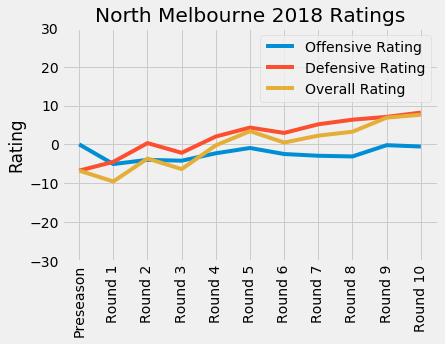 North Melbourne 2018 Ratings
Offensive Rating
Defensive Rating
Overall Rating
Rating
30
20
10
0
−10
−20
−30
Preseason
Round 1
Round 2
Round 3
Round 4
Round 5
Round 6
Round 7
Round 8
Round 9
Round 10